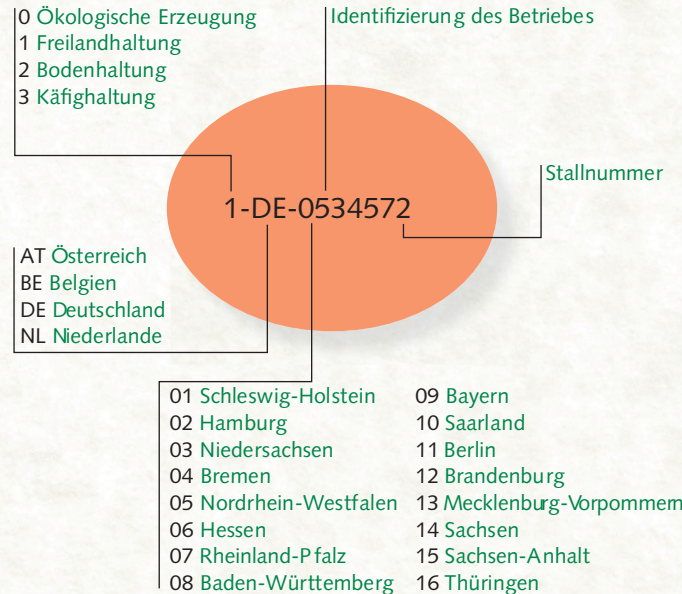 0 Ökologische Erzeugung
1 Freilandhaltung
2 Bodenhaltung
3 Käfighaltung
Identifizierung des Betriebes
Stallnummer
1-DE-0534572
AT Österreich
BE Belgien
DE Deutschland
NL Niederlande
01 Schleswig-Holstein
02 Hamburg
03 Niedersachsen
04 Bremen
05 Nordrhein-Westfalen
06 Hessen
07 Rheinland-Pfalz
08 Baden-Württemberg
09 Bayern
10 Saarland
11 Berlin
12 Brandenburg
13 Mecklenburg-Vorpommern
14 Sachsen
15 Sachsen-Anhalt
16 Thüringen